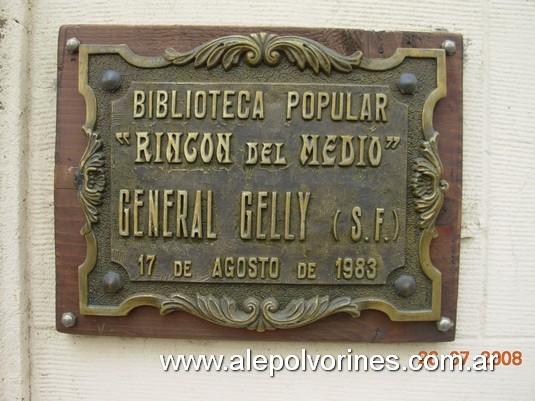 BIBLIOTECA POPULAR
"RINCON DEL MEDIO"
GENERAL GELLY (S.F.)
17 DE AGOSTO DE 1983
www.alepolvorines.com.ar